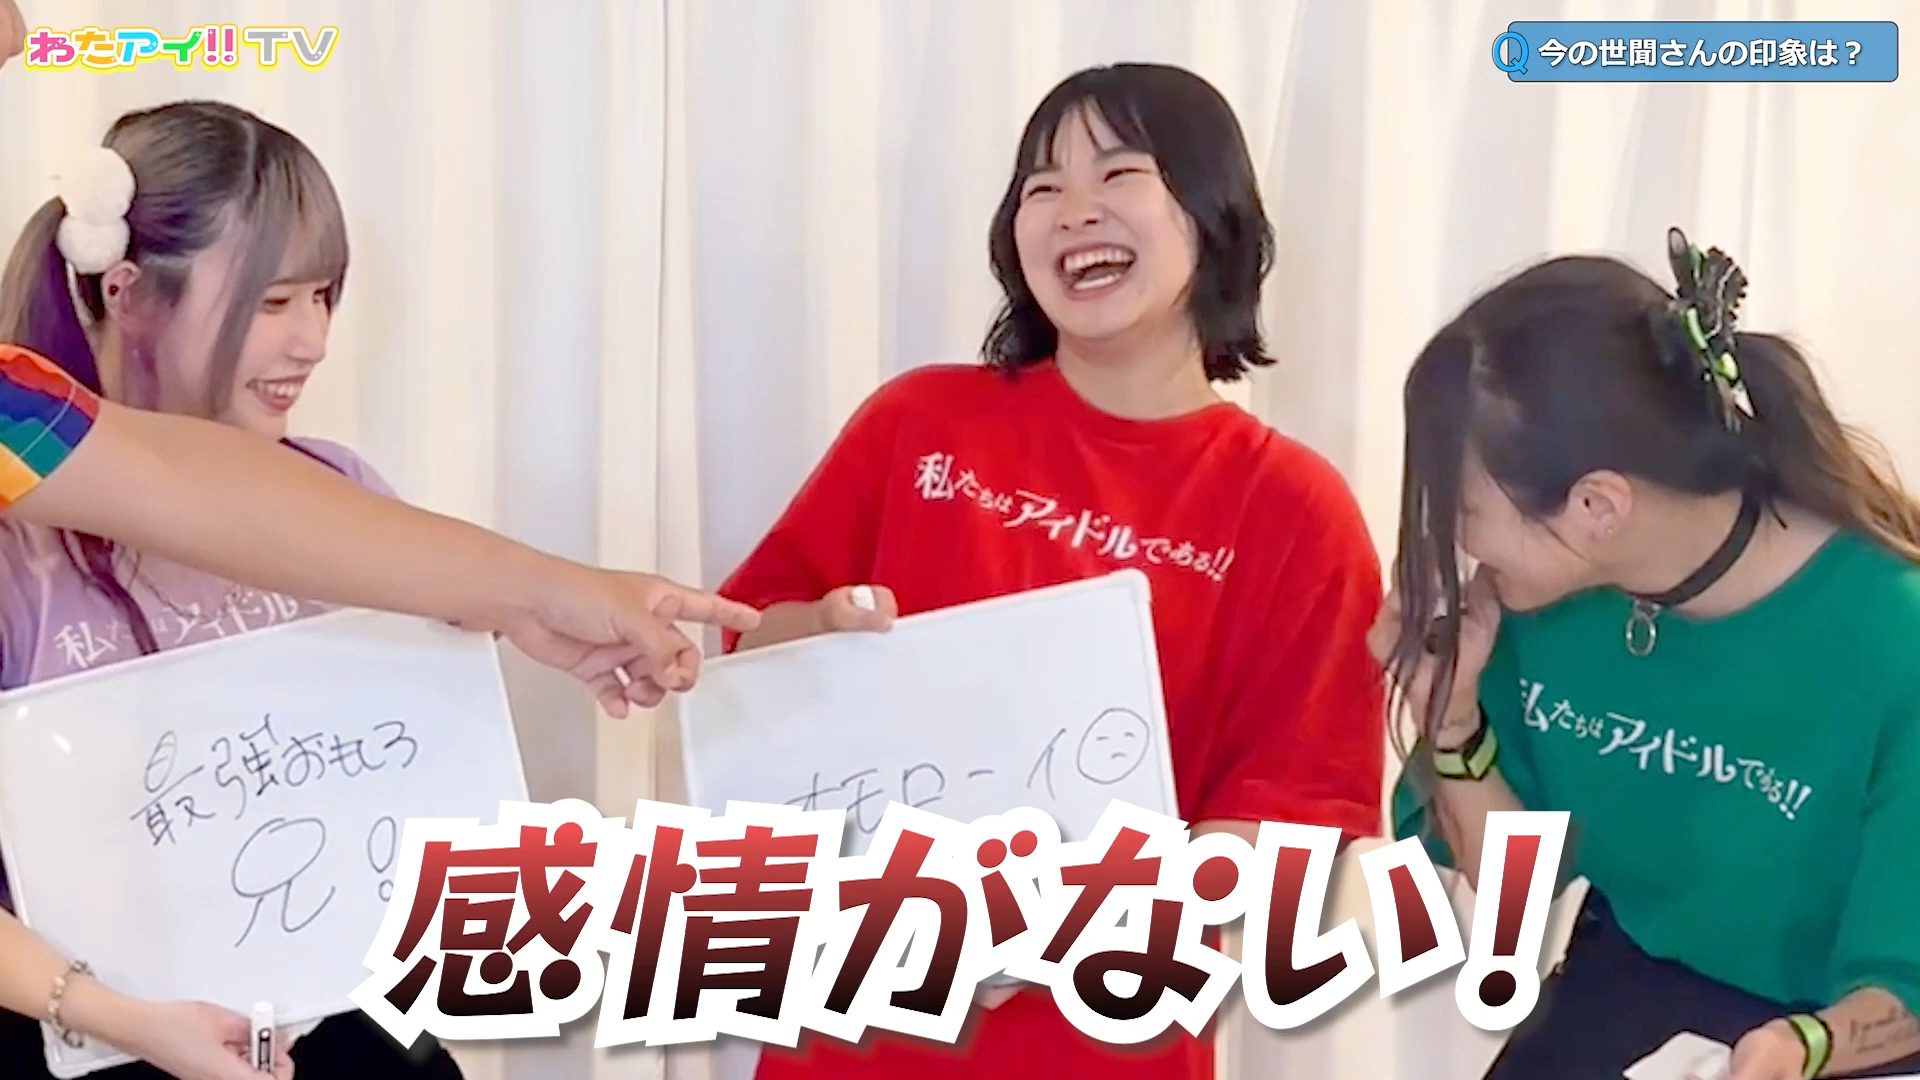 わたアイ!! TV
Q 今の世聞さんの印象は？
私たちはアイドルである!!
私たちはアイドル
私たちはアイドルである!!
最強おもろ
兄!
オモローイ
感情がない!